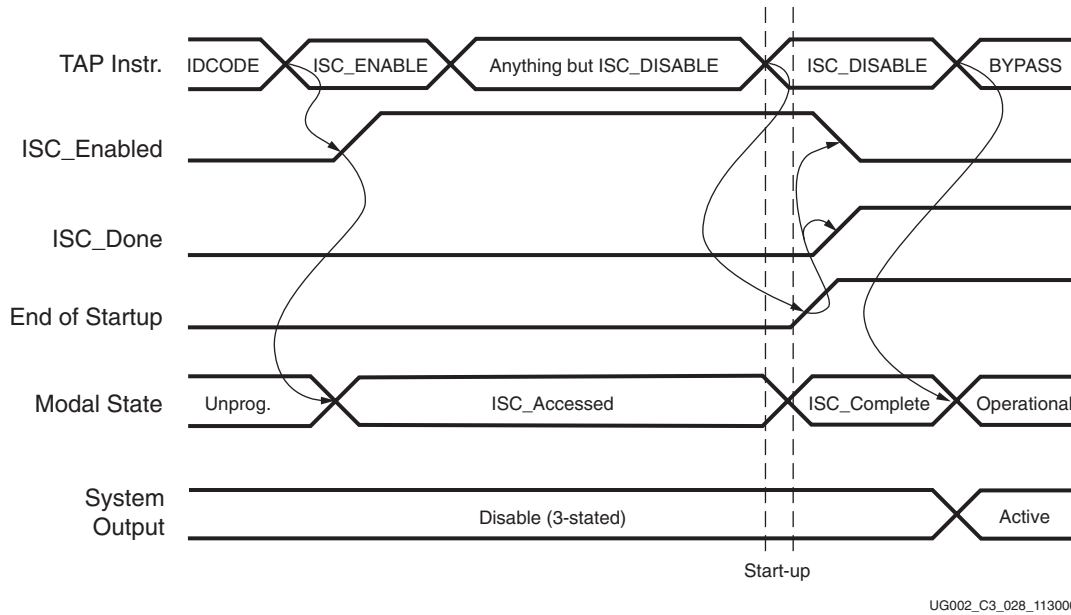 TAP Instr.
IDCODE
ISC_ENABLE
Anything but ISC_DISABLE
ISC_DISABLE
BYPASS
ISC_Enabled
ISC_Done
End of Startup
Modal State
Unprog.
ISC_Accessed
ISC_Complete
Operational
System
Output
Disable (3-stated)
Active
Start-up